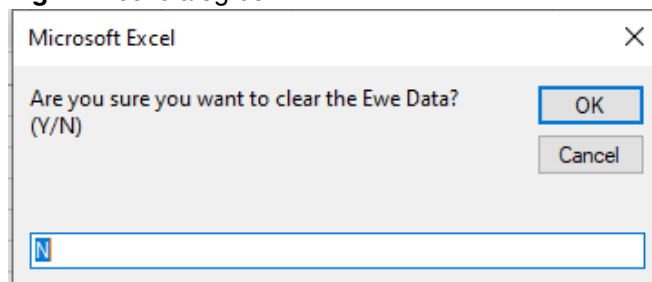 Microsoft Excel
Are you sure you want to clear the Ewe Data?
(Y/N)
OK
Cancel
N